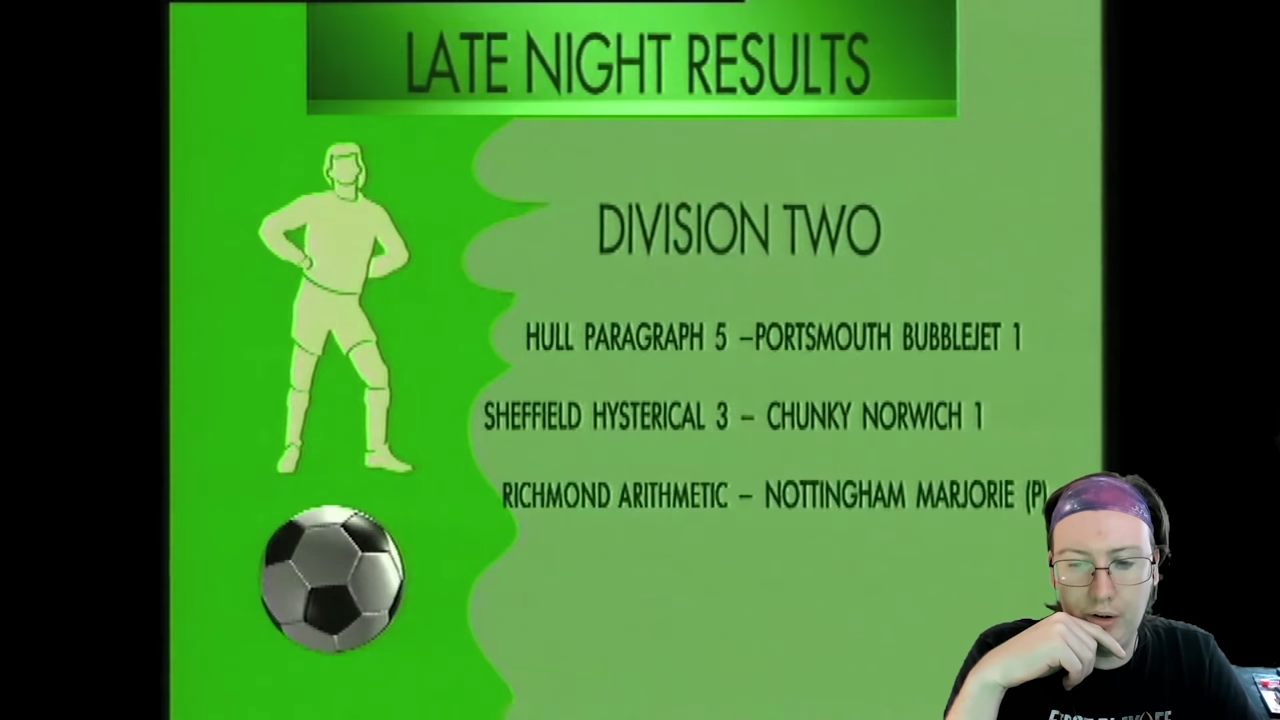 LATE NIGHT RESULTS
DIVISION TWO
HULL PARAGRAPH 5 –PORTSMOUTH BUBBLEJET 1
SHEFFIELD HYSTERICAL 3 – CHUNKY NORWICH 1
RICHMOND ARITHMETIC – NOTTINGHAM MARJORIE (P)